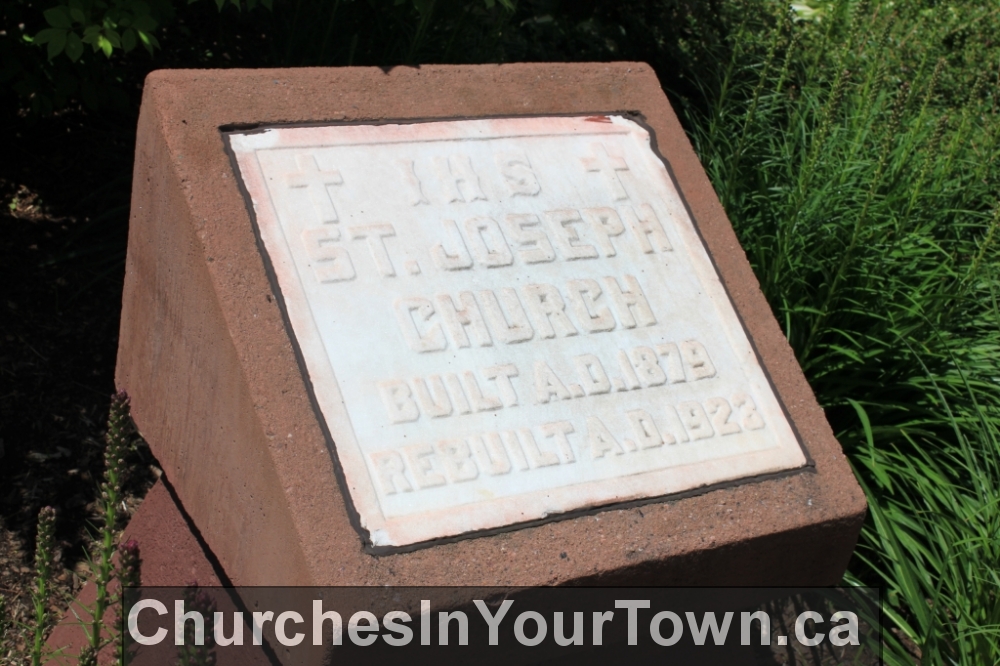 ✝ IHS ✝
ST. JOSEPH
CHURCH
BUILT A.D. 1879
REBUILT A.D. 1923
ChurchesInYourTown.ca